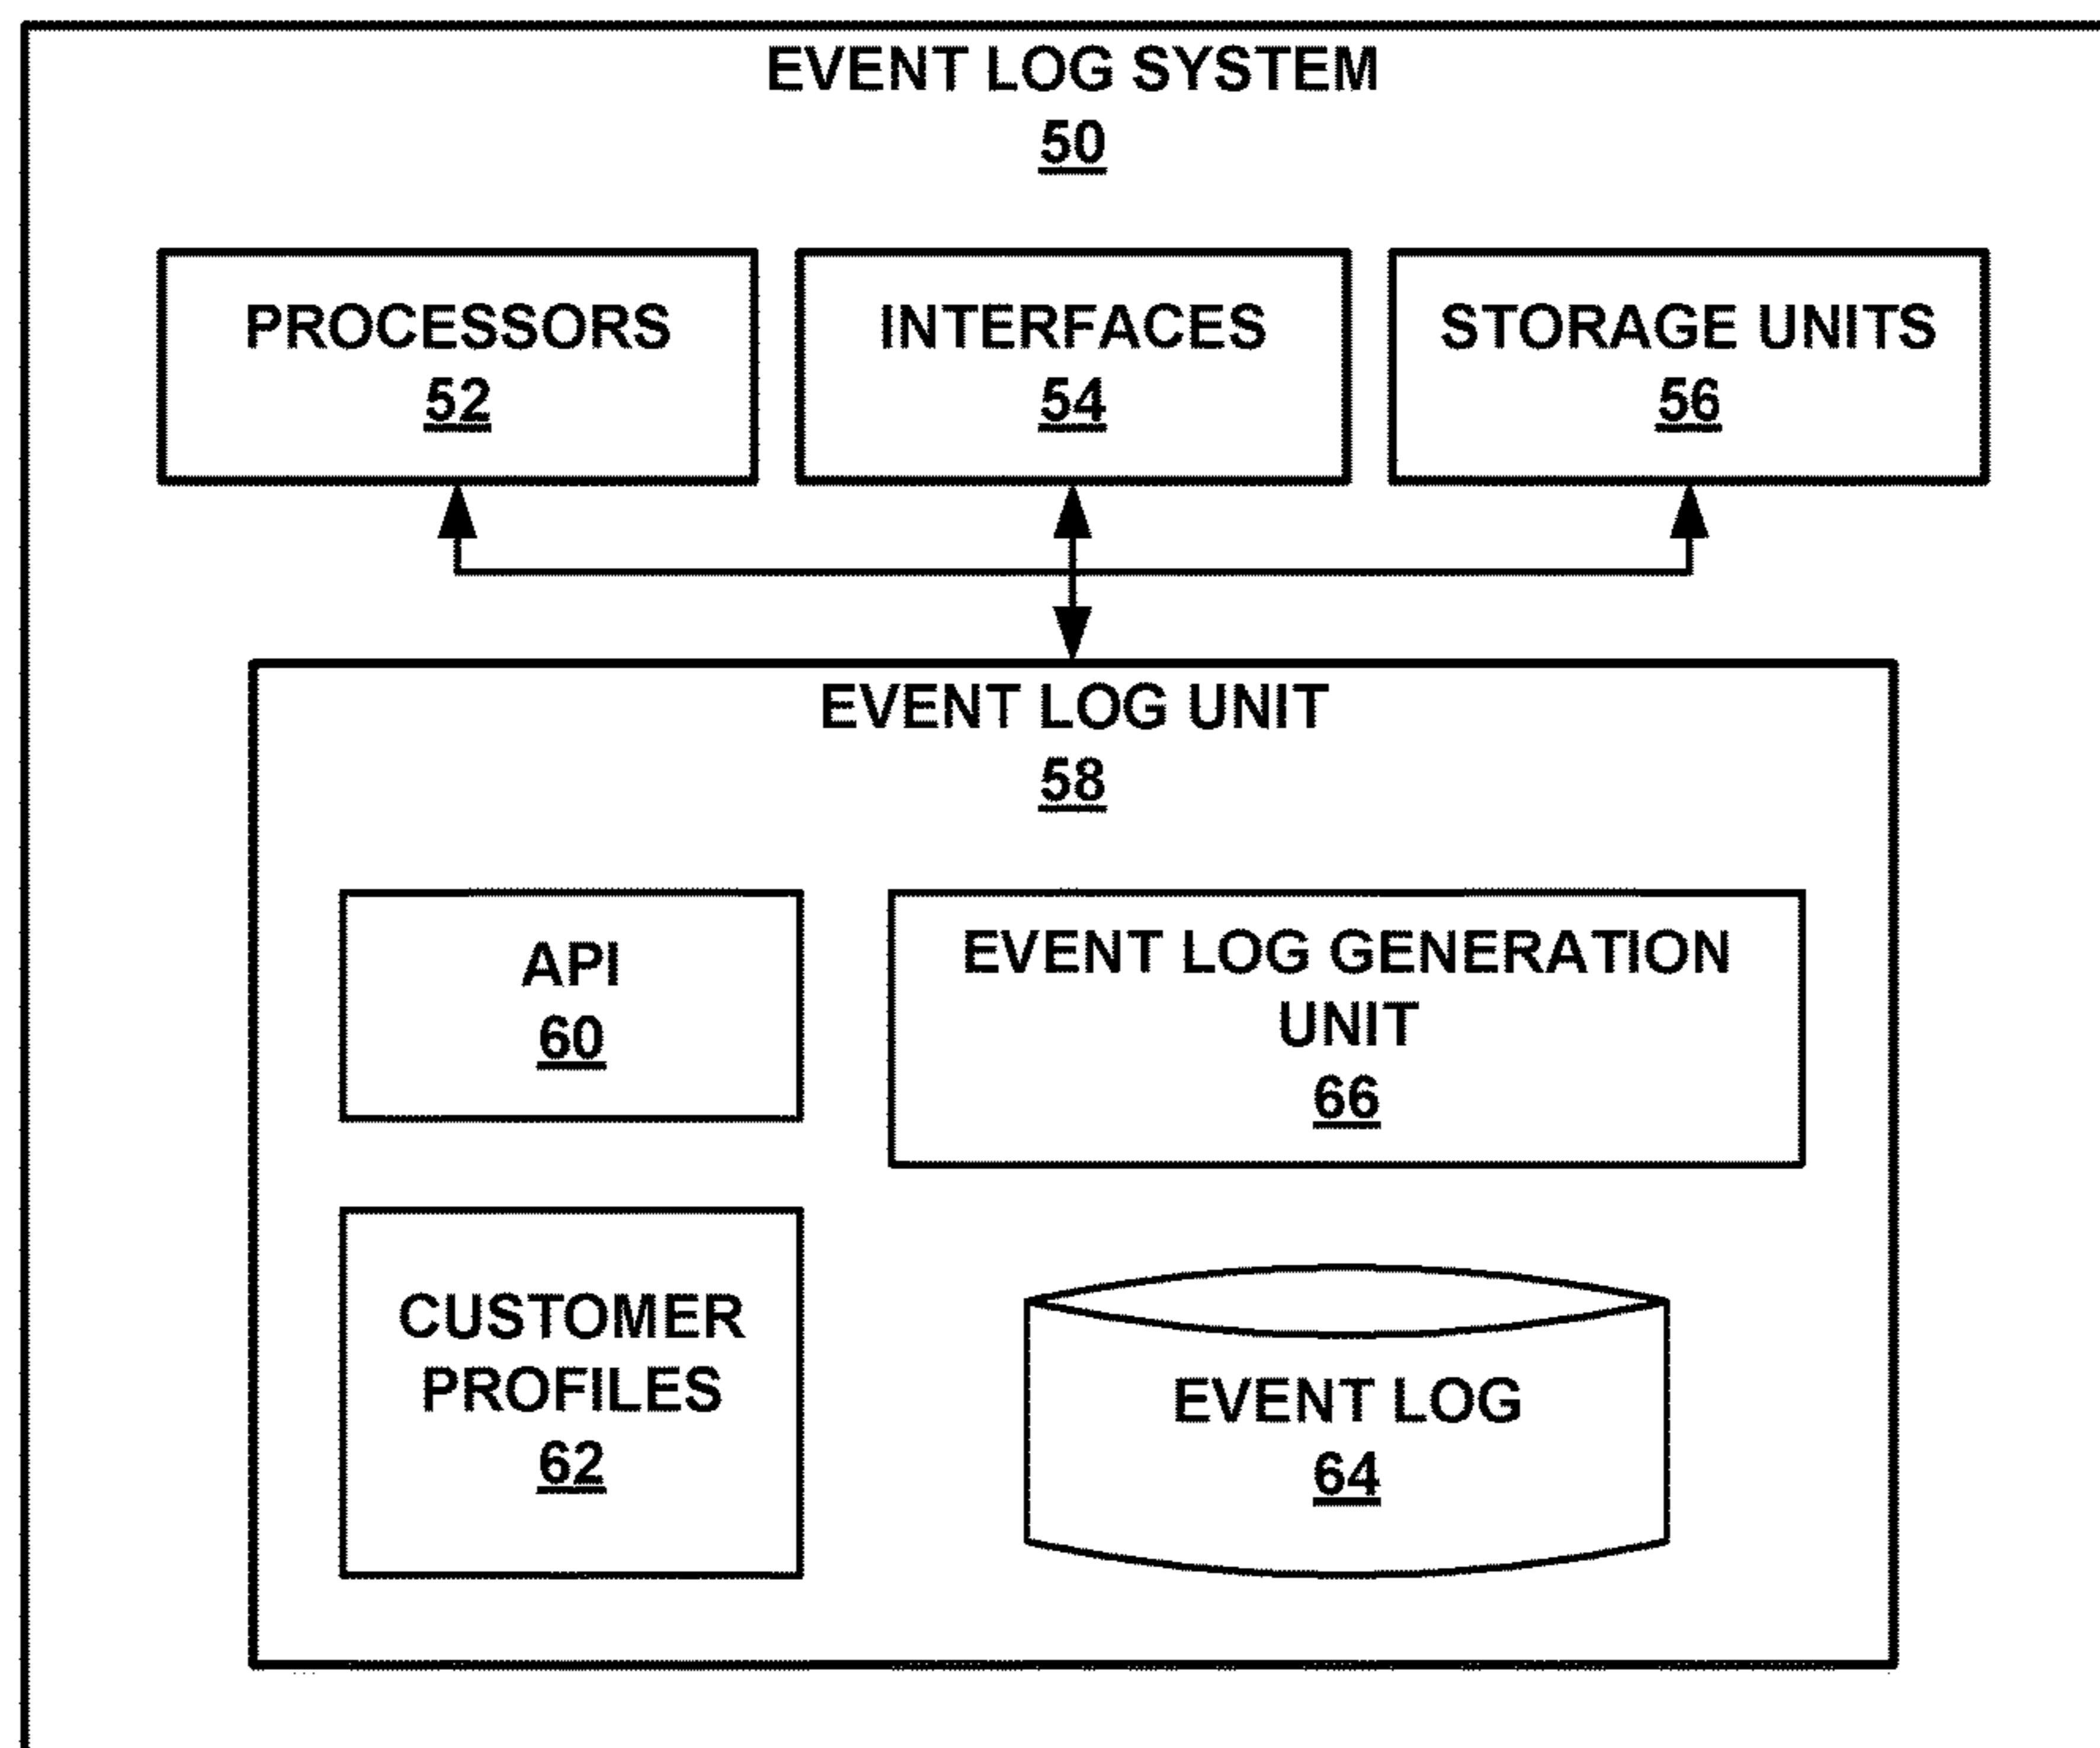 EVENT LOG SYSTEM
50
PROCESSORS
52
INTERFACES
54
STORAGE UNITS
56
EVENT LOG UNIT
58
API
60
EVENT LOG GENERATION
UNIT
66
CUSTOMER
PROFILES
62
EVENT LOG
64